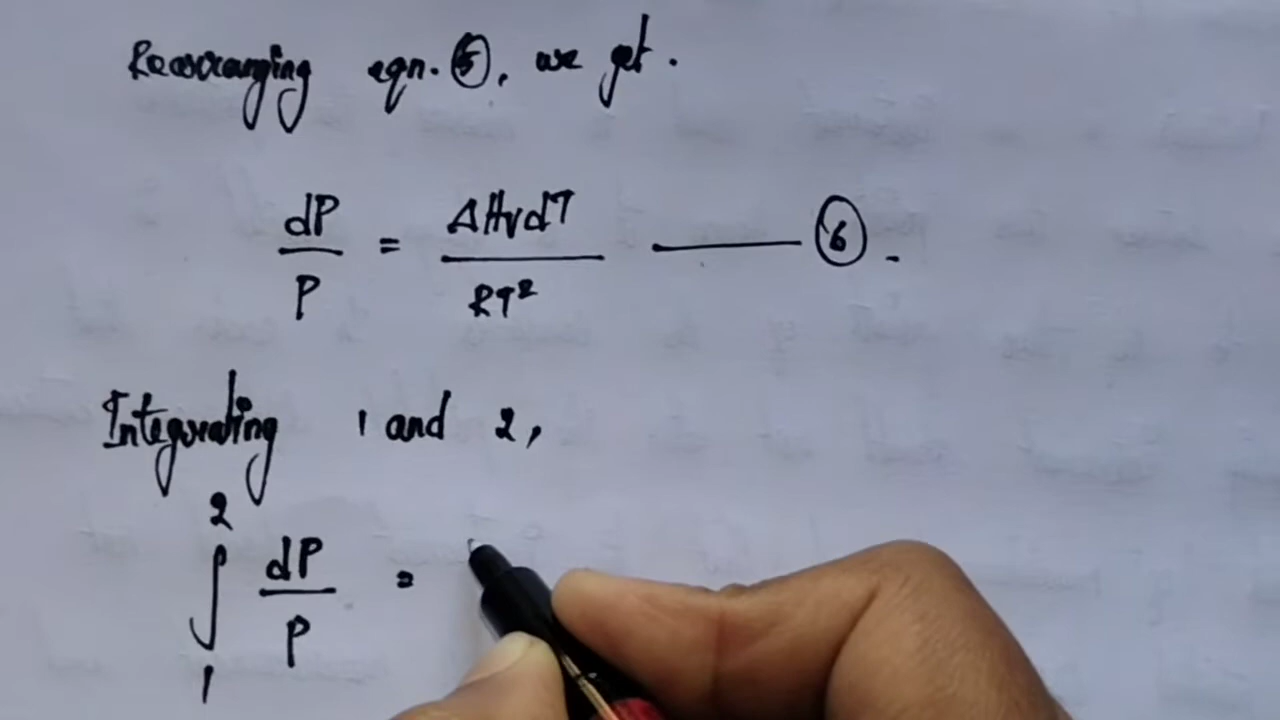 Rearranging eqn. ⑤, we get.
dP/P = ΔHvdT/RT² ——— ⑥.
Integrating 1 and 2,
∫₁² dP/P =